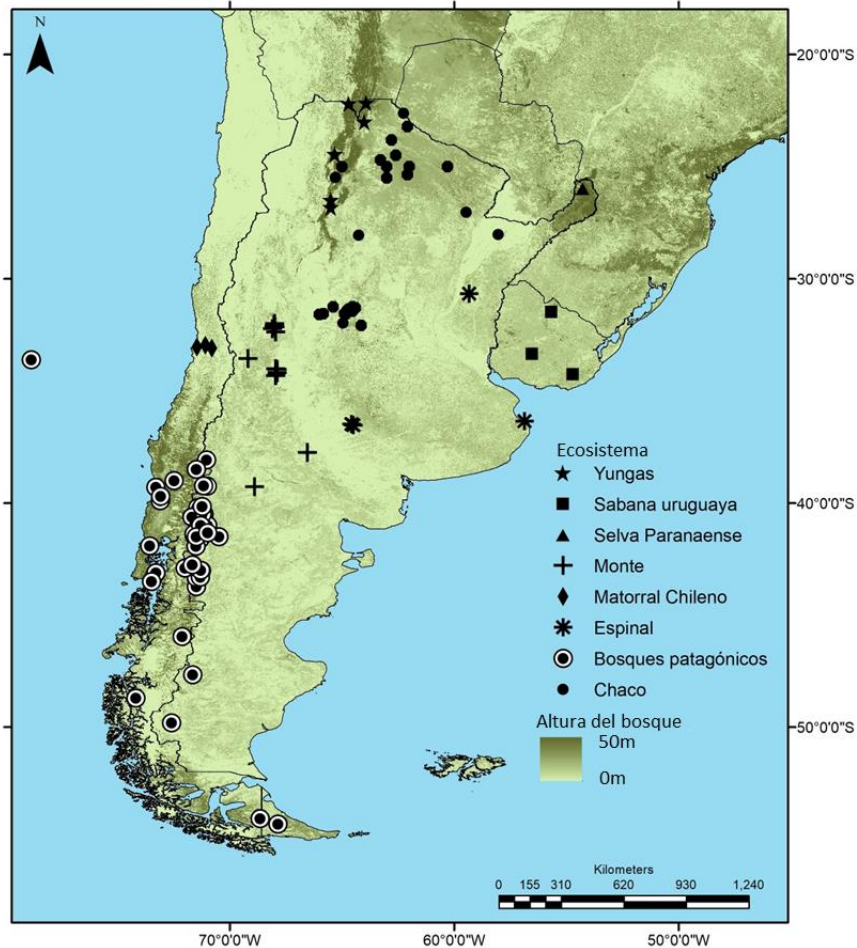 N
20°0'0"S
30°0'0"S
40°0'0"S
50°0'0"S
Ecosistema
Yungas
Sabana uruguaya
Selva Paranaense
Monte
Matorral Chileno
Espinal
Bosques patagónicos
Chaco
Altura del bosque
50m
0m
Kilometers
0 155 310 620 930 1,240
70°0'0"W 60°0'0"W 50°0'0"W